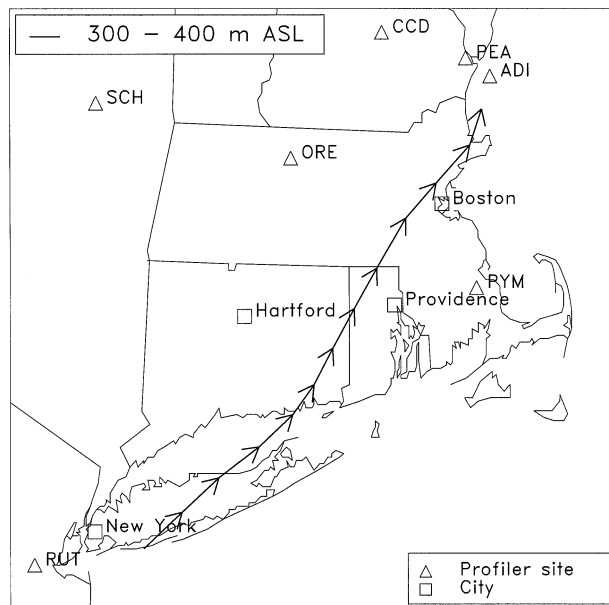 300 – 400 m ASL
CCD
PEA
ADI
SCH
ORE
Boston
PYM
Providence
Hartford
New York
RUT
Profiler site
City